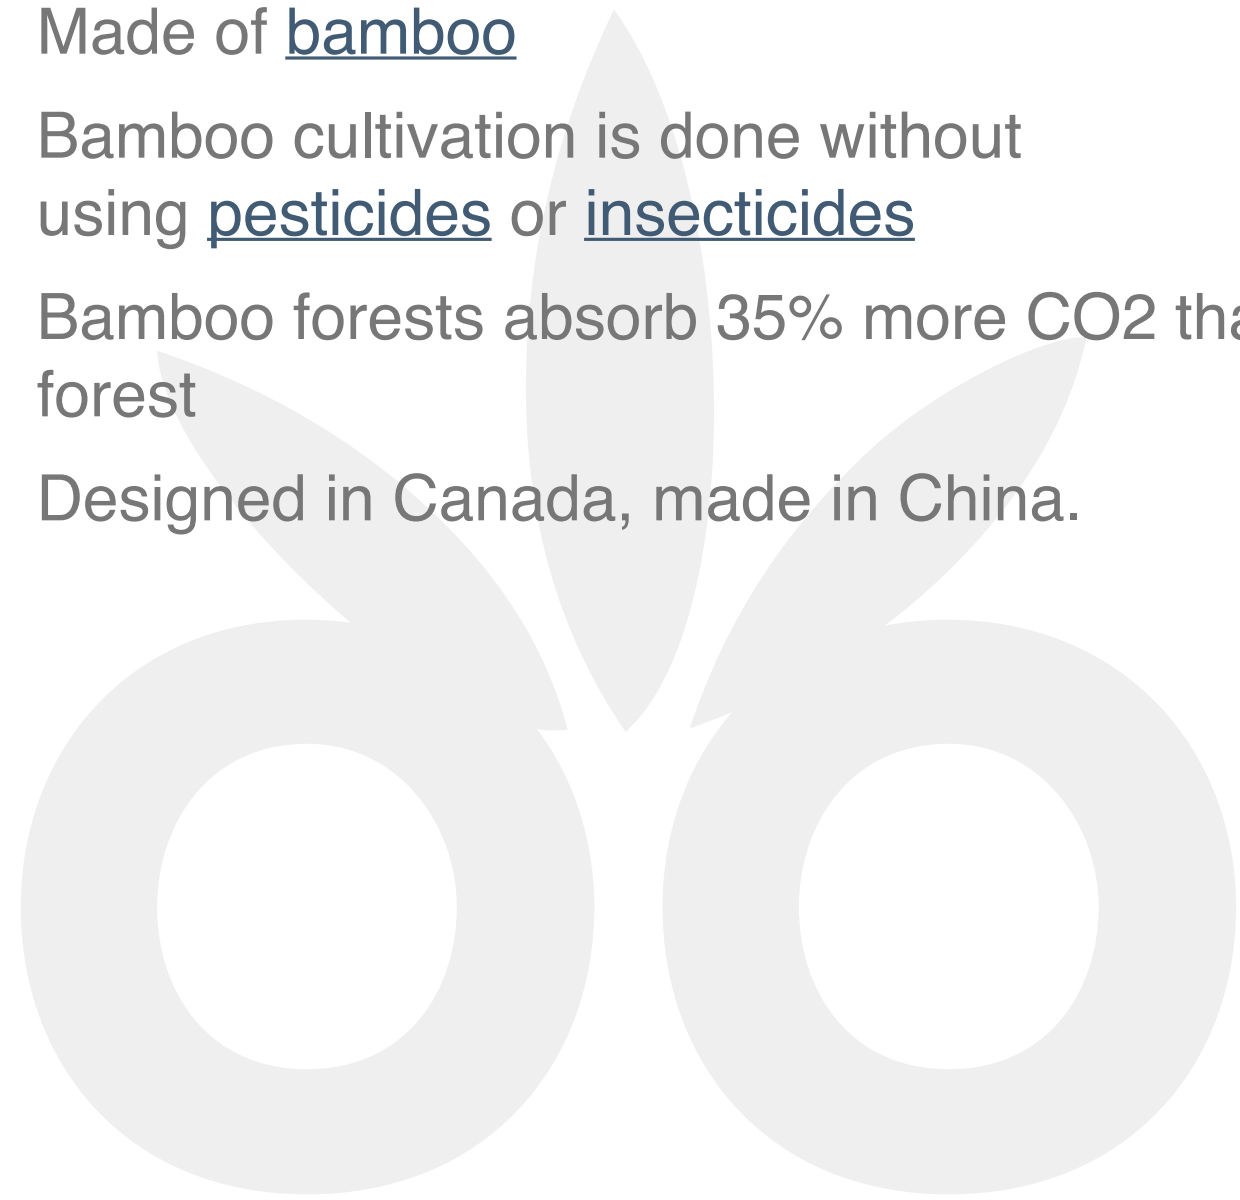 Made of bamboo
Bamboo cultivation is done without
using pesticides or insecticides
Bamboo forests absorb 35% more CO2
forest
Designed in Canada, made in China.